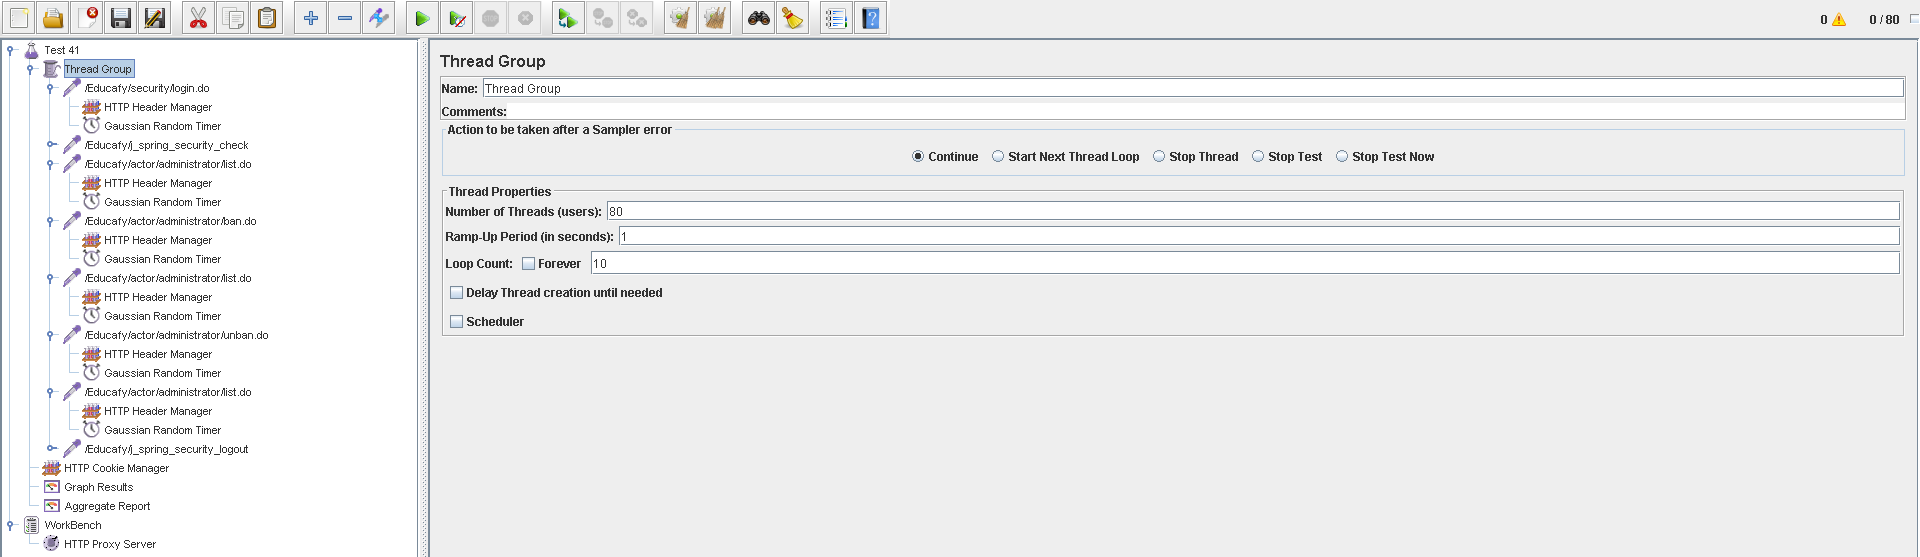 0 0 / 80
Test 41
Thread Group
/Educafy/security/login.do
HTTP Header Manager
Gaussian Random Timer
/Educafy/j_spring_security_check
/Educafy/actor/administrator/list.do
HTTP Header Manager
Gaussian Random Timer
/Educafy/actor/administrator/ban.do
HTTP Header Manager
Gaussian Random Timer
/Educafy/actor/administrator/list.do
HTTP Header Manager
Gaussian Random Timer
/Educafy/actor/administrator/unban.do
HTTP Header Manager
Gaussian Random Timer
/Educafy/actor/administrator/list.do
HTTP Header Manager
Gaussian Random Timer
/Educafy/j_spring_security_logout
HTTP Cookie Manager
Graph Results
Aggregate Report
WorkBench
HTTP Proxy Server
Thread Group
Name: Thread Group
Comments:
Action to be taken after a Sampler error
Continue Start Next Thread Loop Stop Thread Stop Test Stop Test Now
Thread Properties
Number of Threads (users): 80
Ramp-Up Period (in seconds): 1
Loop Count: Forever 10
Delay Thread creation until needed
Scheduler